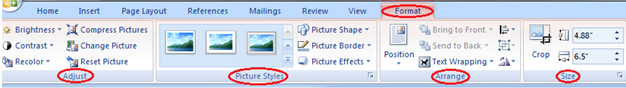 Home Insert Page Layout References Mailings Review View Format
Brightness Compress Pictures Picture Shape Bring to Front 4.88"
Contrast Change Picture Picture Border Position Send to Back Crop 6.5"
Recolor Reset Picture Picture Effects Text Wrapping
Adjust Picture Styles Arrange Size